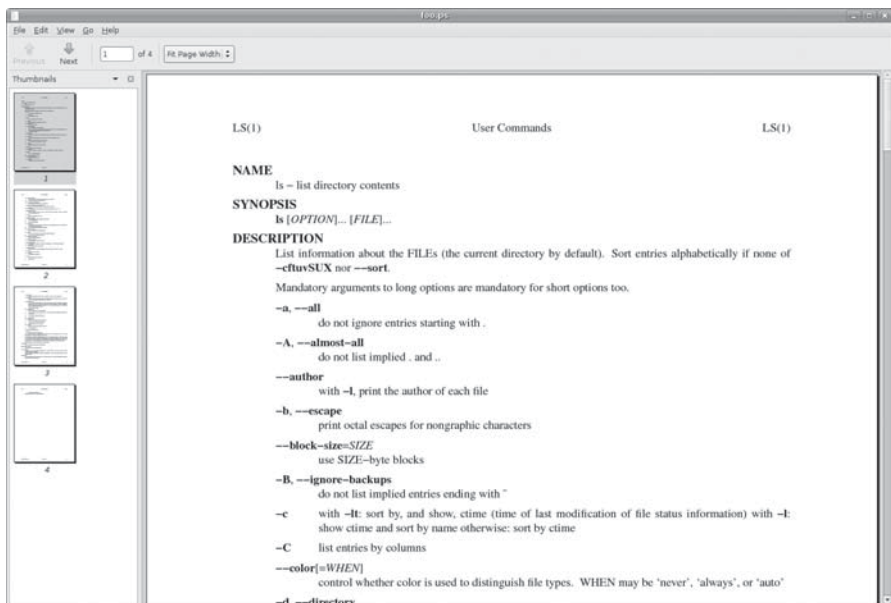 foo.ps
File Edit View Go Help
Previous Next 1 of 4 Fit Page Width
Thumbnails
1
2
3
4
LS(1) User Commands LS(1)
NAME
ls − list directory contents
SYNOPSIS
ls [OPTION]... [FILE]...
DESCRIPTION
List information about the FILEs (the current directory by default). Sort entries alphabetically if none of
−cftuvSUX nor −−sort.
Mandatory arguments to long options are mandatory for short options too.
−a, −−all
do not ignore entries starting with .
−A, −−almost−all
do not list implied . and ..
−−author
with −l, print the author of each file
−b, −−escape
print octal escapes for nongraphic characters
−−block−size=SIZE
use SIZE−byte blocks
−B, −−ignore−backups
do not list implied entries ending with ~
−c with −lt: sort by, and show, ctime (time of last modification of file status information) with −l:
show ctime and sort by name otherwise: sort by ctime
−C list entries by columns
−−color[=WHEN]
control whether color is used to distinguish file types. WHEN may be ‘never’, ‘always’, or ‘auto’
−d, −−directory